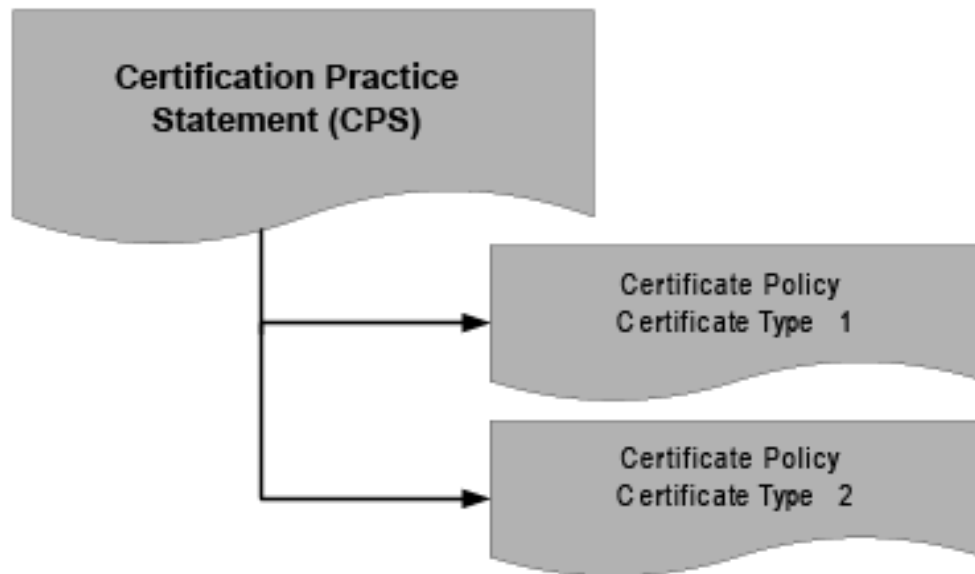 Certification Practice
Statement (CPS)
Certificate Policy
Certificate Type 1
Certificate Policy
Certificate Type 2